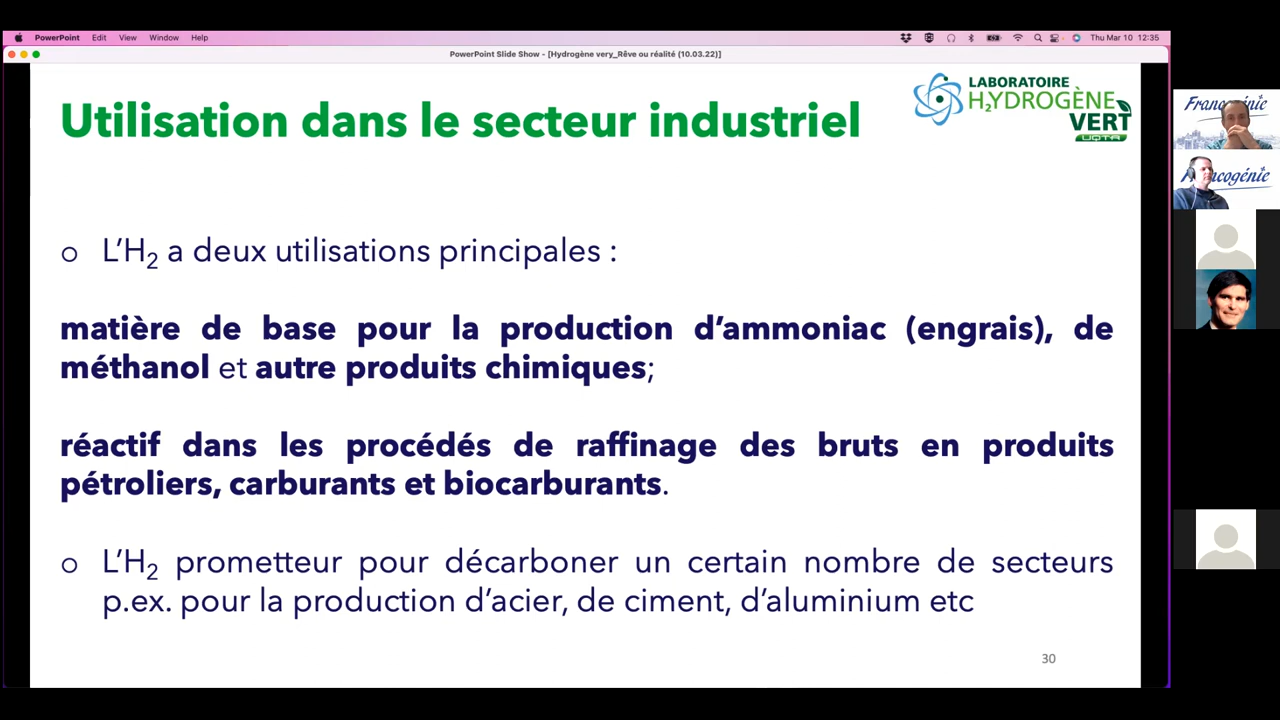 PowerPoint Edit View Window Help Thu Mar 10 12:35
PowerPoint Slide Show - [Hydrogène very_Rêve ou réalité (10.03.22)]
Utilisation dans le secteur industriel
LABORATOIRE
H₂YDROGÈNE
VERT
UQTR
o L'H₂ a deux utilisations principales :
matière de base pour la production d'ammoniac (engrais), de
méthanol et autre produits chimiques;
réactif dans les procédés de raffinage des bruts en produits
pétroliers, carburants et biocarburants.
o L'H₂ prometteur pour décarboner un certain nombre de secteurs
p.ex. pour la production d'acier, de ciment, d'aluminium etc
30